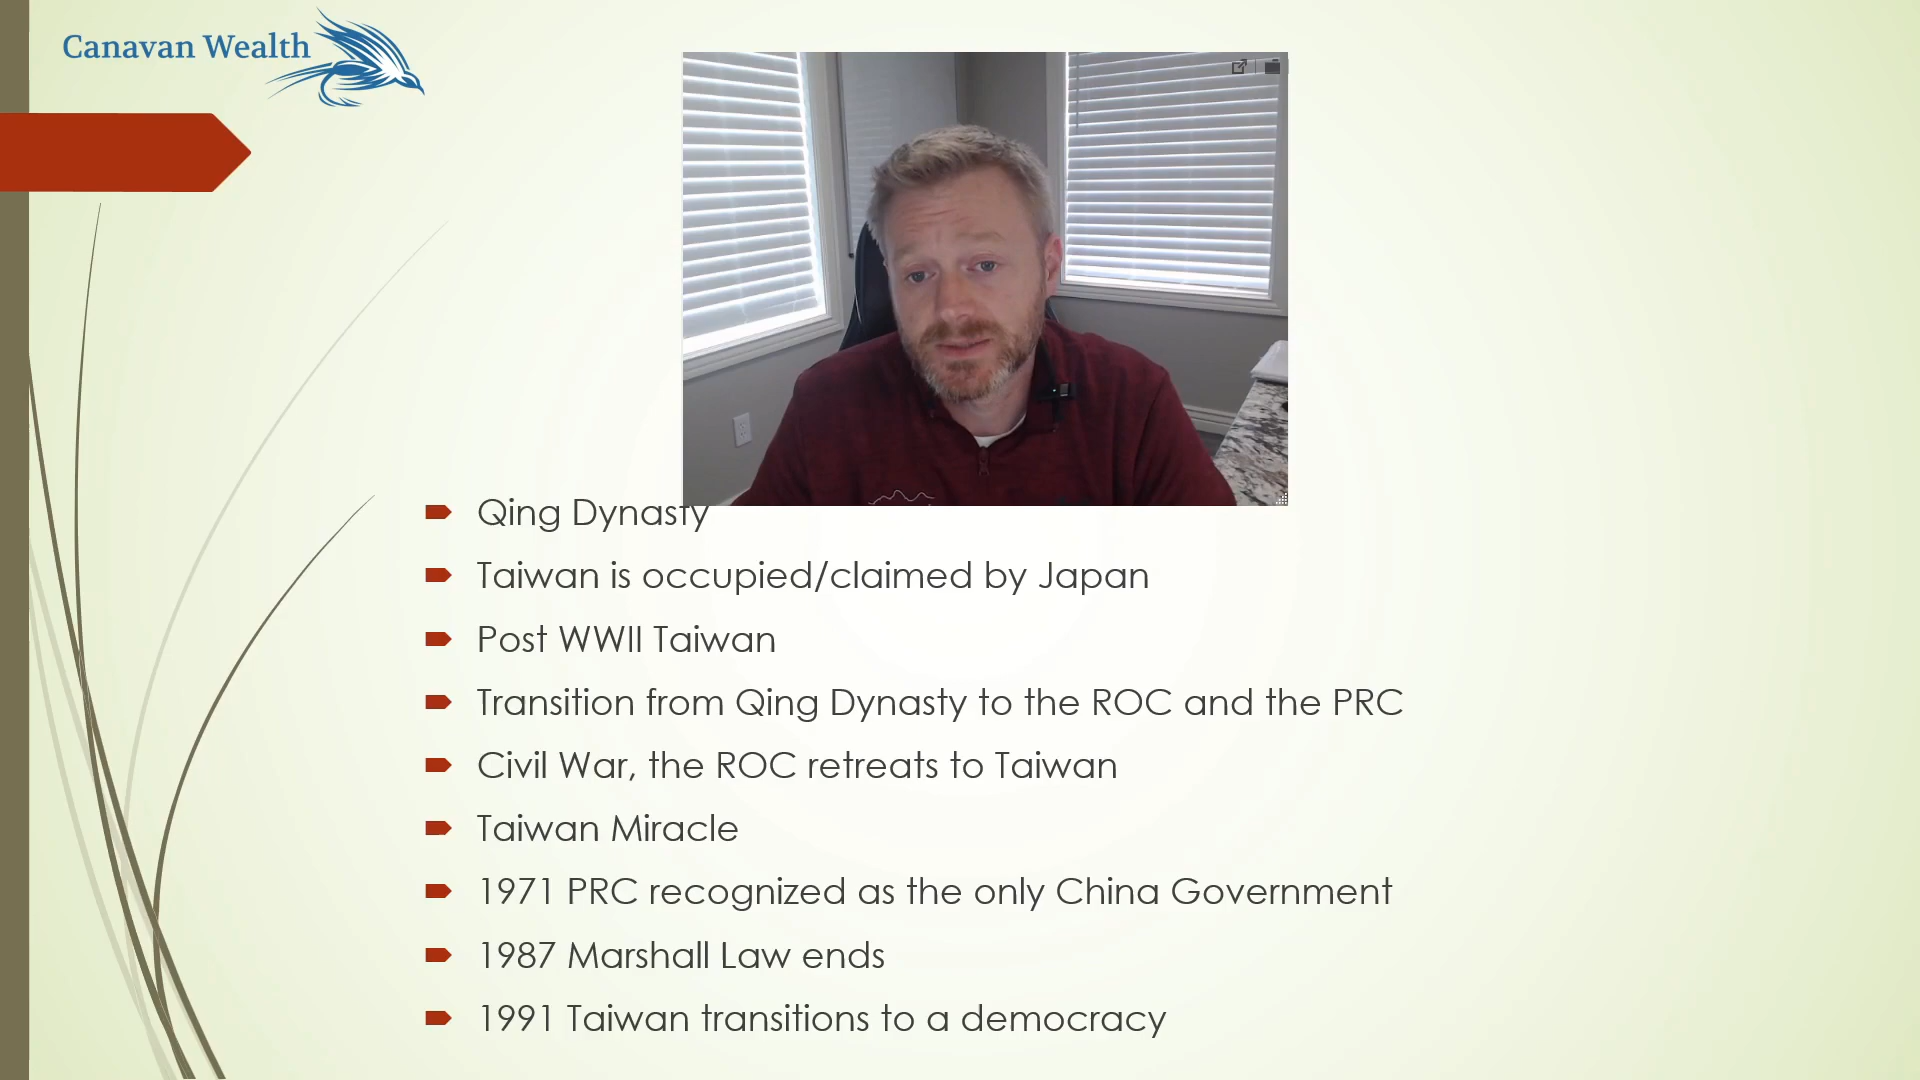 Canavan Wealth
Qing Dynasty
Taiwan is occupied/claimed by Japan
Post WWII Taiwan
Transition from Qing Dynasty to the ROC and the PRC
Civil War, the ROC retreats to Taiwan
Taiwan Miracle
1971 PRC recognized as the only China Government
1987 Marshall Law ends
1991 Taiwan transitions to a democracy